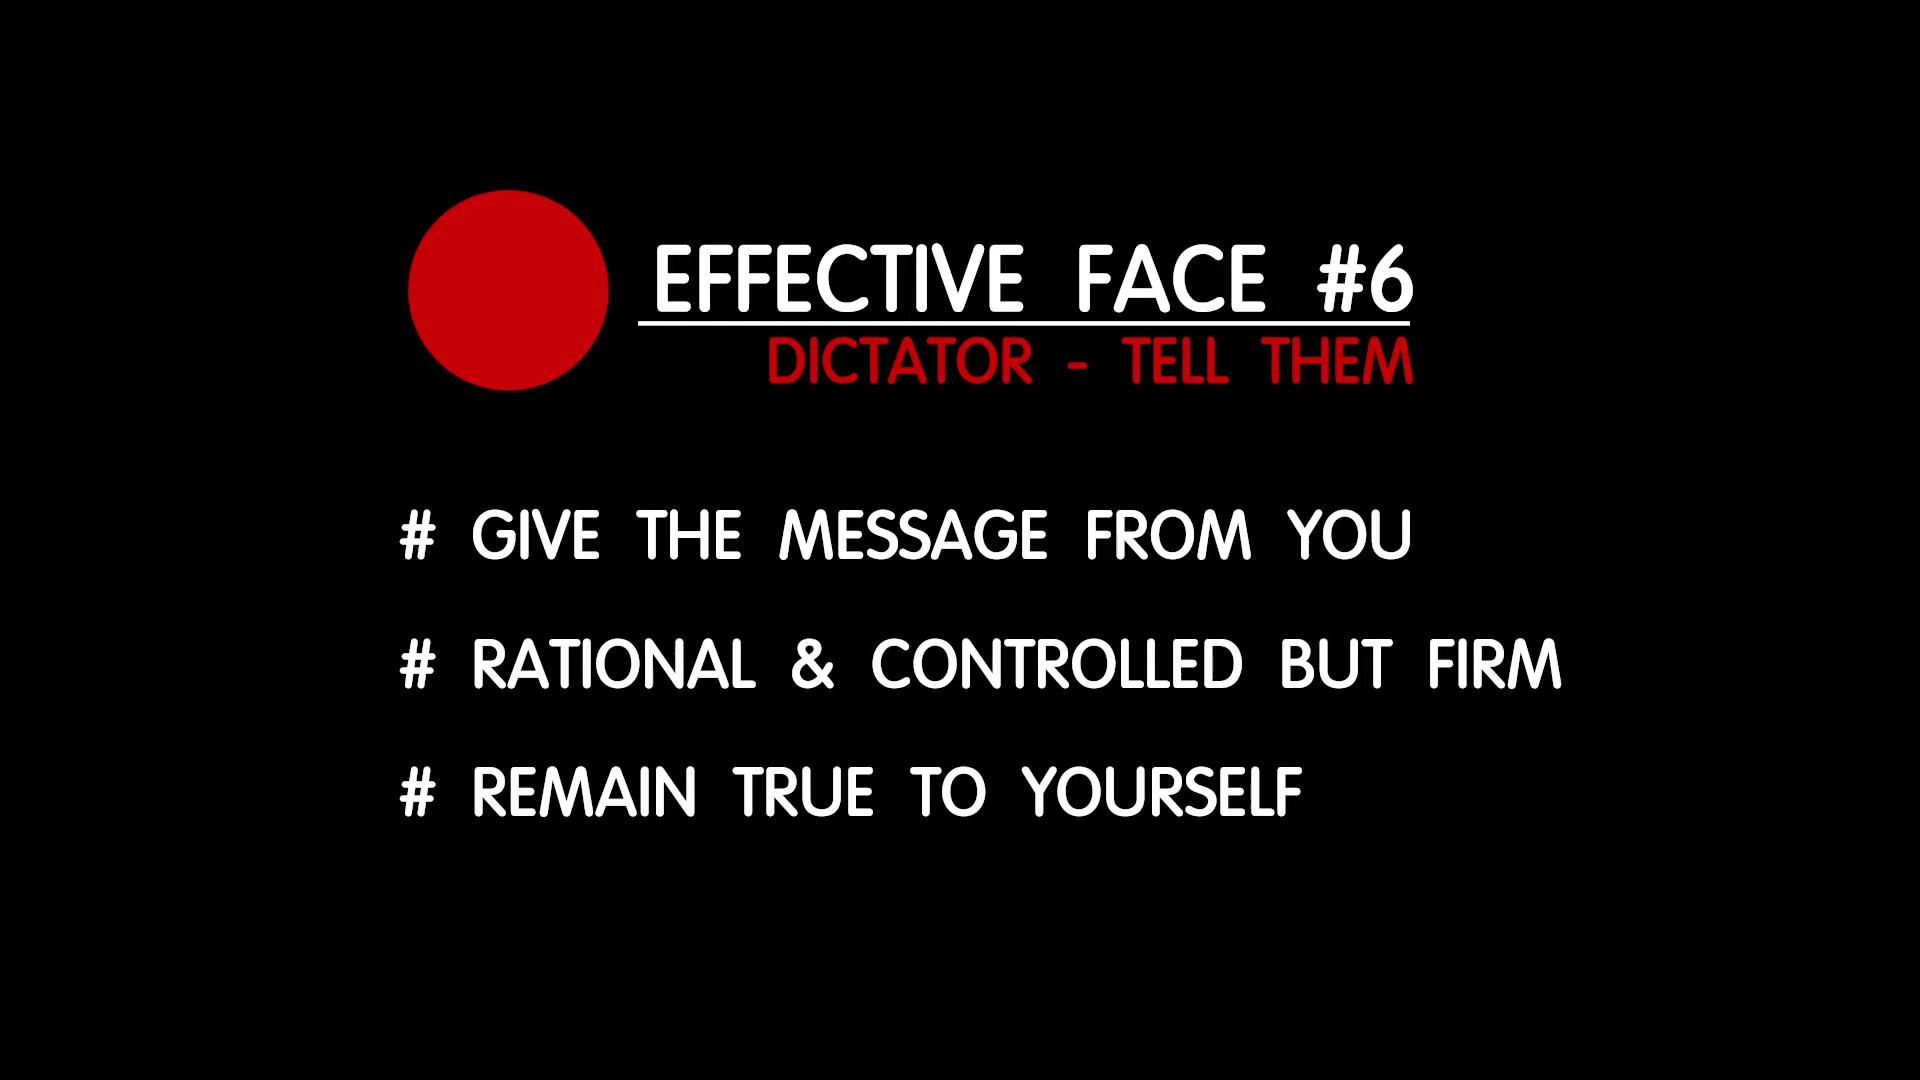 EFFECTIVE FACE #6
DICTATOR - TELL THEM
# GIVE THE MESSAGE FROM YOU
# RATIONAL & CONTROLLED BUT FIRM
# REMAIN TRUE TO YOURSELF